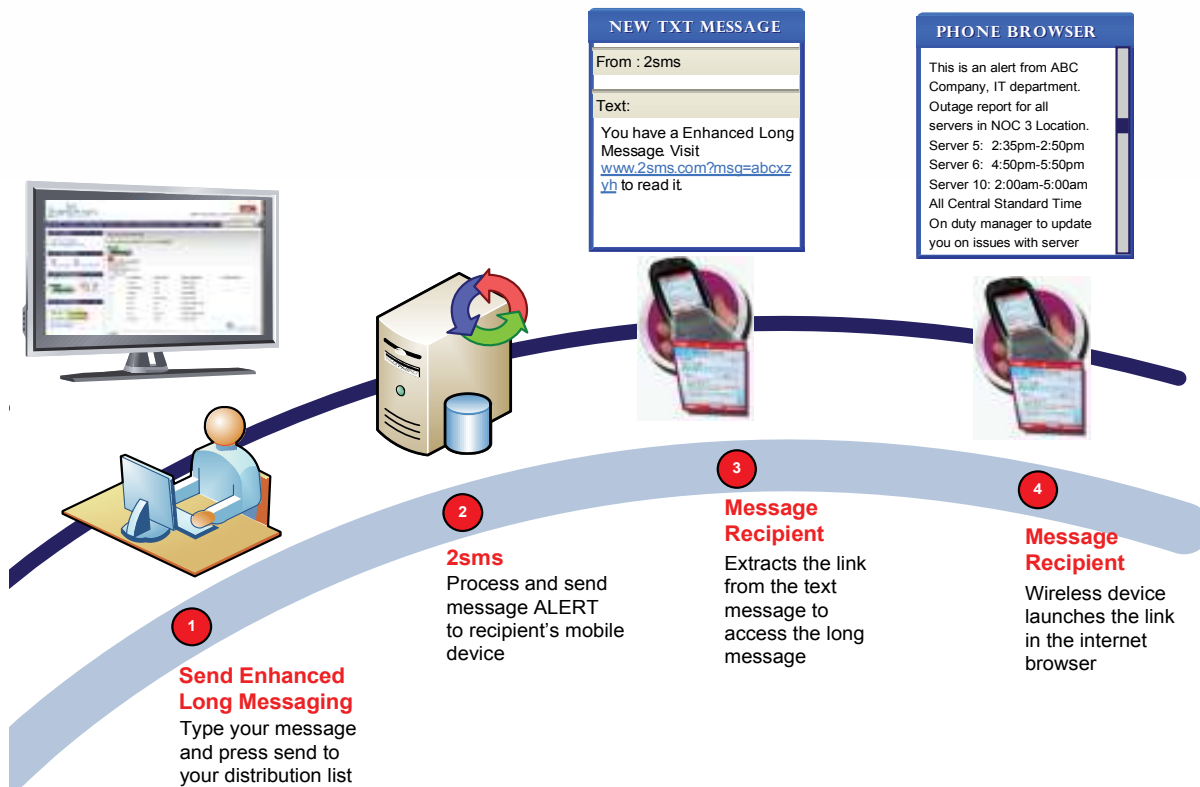 NEW TXT MESSAGE
From : 2sms
Text:
You have a Enhanced Long
Message. Visit
www.2sms.com?msg=abcxz
yh to read it.
PHONE BROWSER
This is an alert from ABC
Company, IT department.
Outage report for all
servers in NOC 3 Location.
Server 5: 2:35pm-2:50pm
Server 6: 4:50pm-5:50pm
Server 10: 2:00am-5:00am
All Central Standard Time
On duty manager to update
you on issues with server
1
Send Enhanced
Long Messaging
Type your message
and press send to
your distribution list
2
2sms
Process and send
message ALERT
to recipient's mobile
device
3
Message
Recipient
Extracts the link
from the text
message to
access the long
message
4
Message
Recipient
Wireless device
launches the link
in the internet
browser